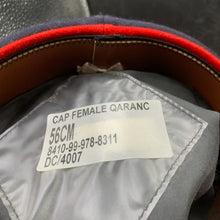 CAP FEMALE QARANC
56CM
8410-99-978-8311
DC/4007